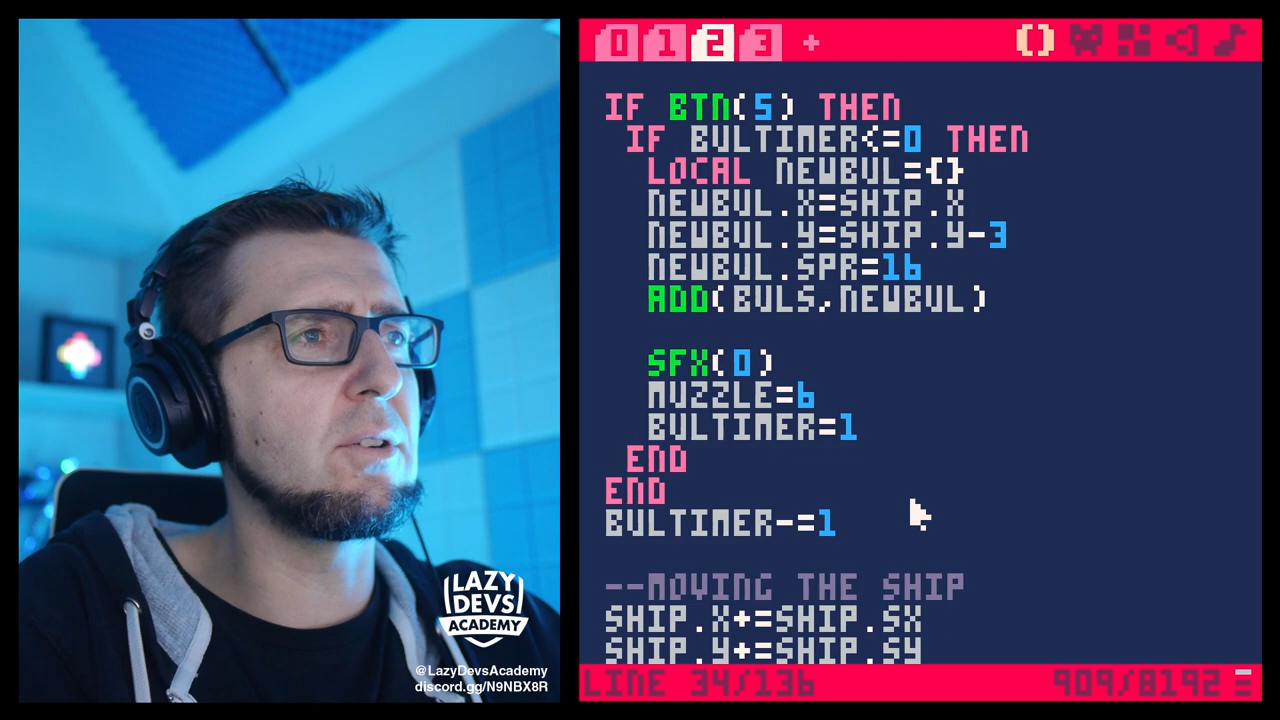 0 1 2 3 +
IF BTN(5) THEN
IF BULTIMER<=0 THEN
LOCAL NEWBUL={}
NEWBUL.X=SHIP.X
NEWBUL.Y=SHIP.Y-3
NEWBUL.SPR=16
ADD(BULS,NEWBUL)
SFX(0)
MUZZLE=6
BULTIMER=1
END
END
BULTIMER-=1
--MOVING THE SHIP
SHIP.X+=SHIP.SX
SHIP.Y+=SHIP.SY
LINE 34/136
909/8192
LAZY
DEVS
ACADEMY
@LazyDevsAcademy
discord.gg/N9NBX8R